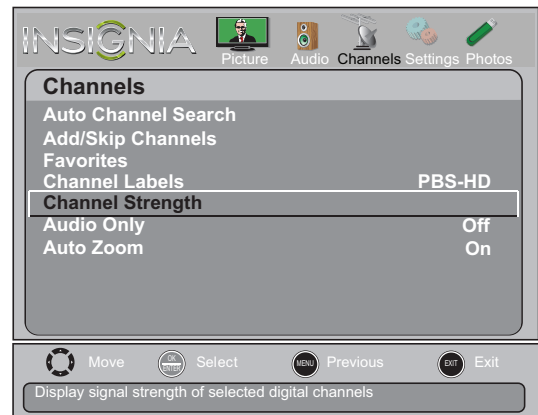 INSIGNIA
Picture Audio Channels Settings Photos
Channels
Auto Channel Search
Add/Skip Channels
Favorites
Channel Labels PBS-HD
Channel Strength
Audio Only Off
Auto Zoom On
Move OK ENTER Select MENU Previous EXIT Exit
Display signal strength of selected digital channels